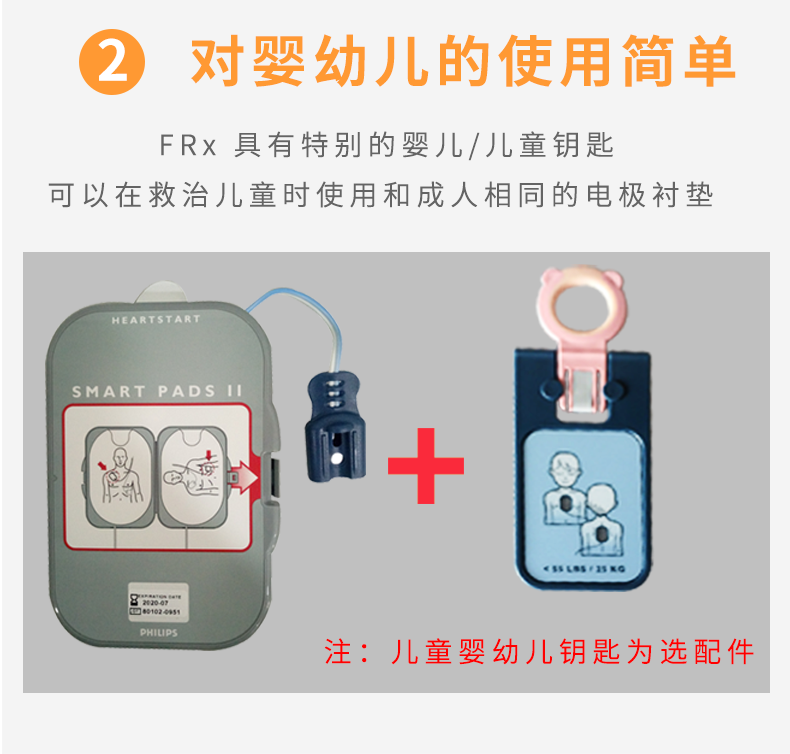 2 对婴幼儿的使用简单
FRx 具有特别的婴儿/儿童钥匙
可以在救治儿童时使用和成人相同的电极衬垫
HEARTSTART
SMART PADS II
EXPIRATION DATE
2020-07
80102-0951
PHILIPS
< 55 LBS / 25 KG
注：儿童婴幼儿钥匙为选配件